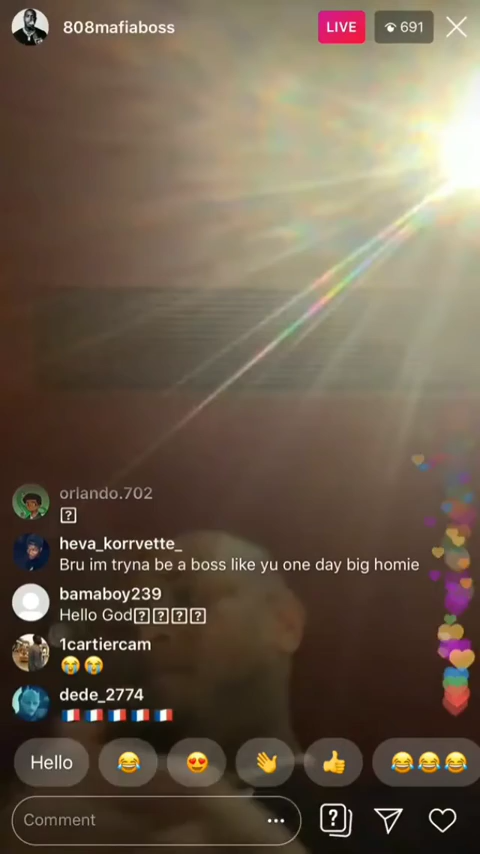 808mafiaboss
LIVE
691
orlando.702
heva_korrvette_
Bru im tryna be a boss like yu one day big homie
bamaboy239
Hello God
1cartiercam
😭😭
dede_2774
🇫🇷🇫🇷🇫🇷🇫🇷🇫🇷
Hello 😂 😍 👋 👍 😂😂😂
Comment